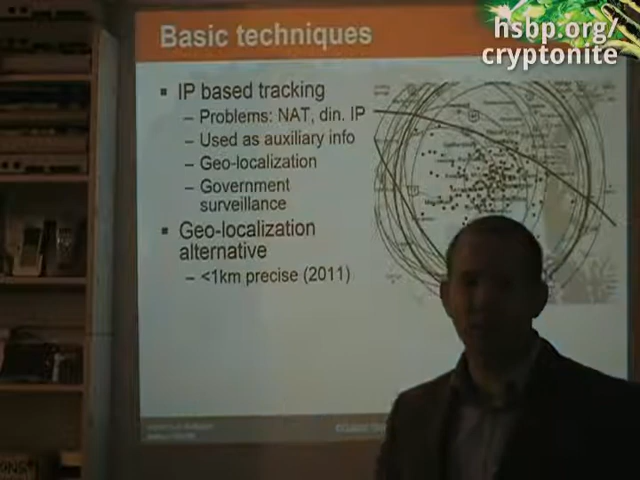 hsbp.org/
cryptonite
Basic techniques
▪ IP based tracking
– Problems: NAT, din. IP
– Used as auxiliary info
– Geo-localization
– Government
surveillance
▪ Geo-localization
alternative
– <1km precise (2011)